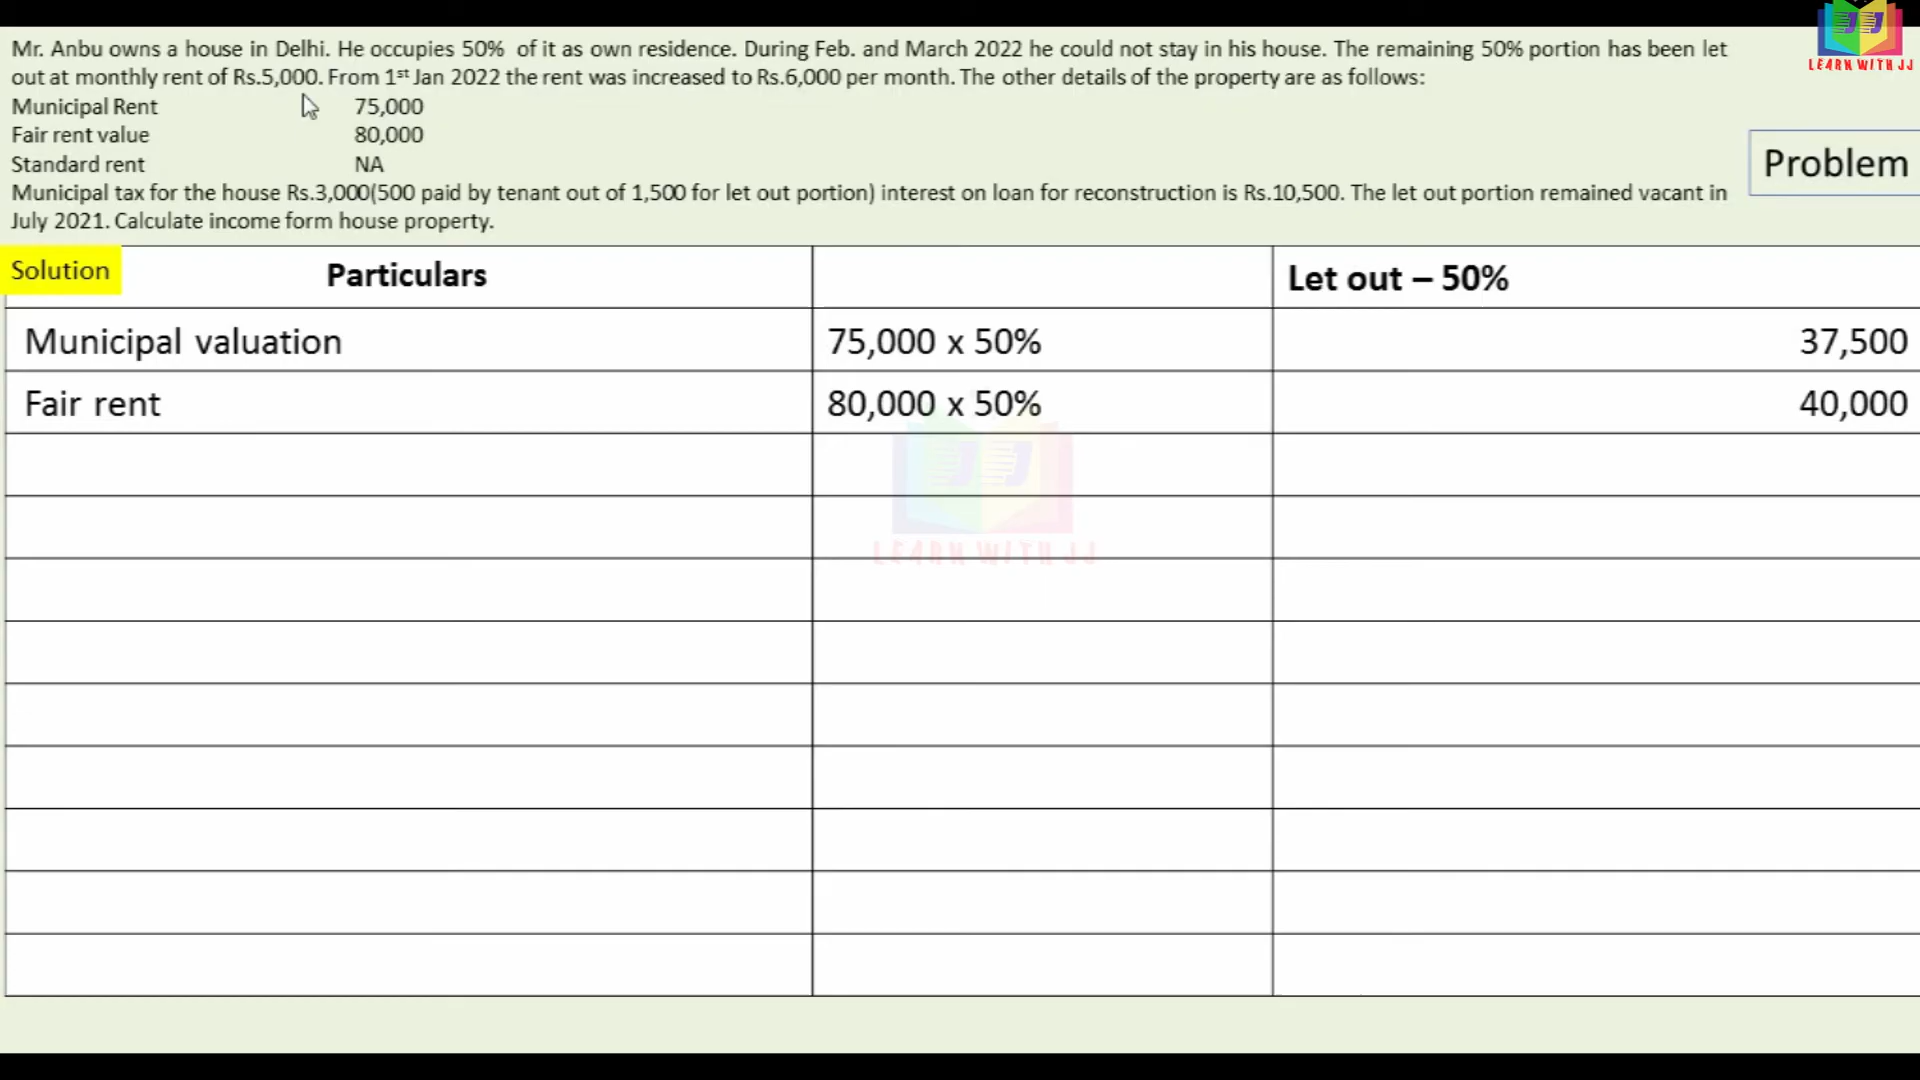 LEARN WITH JJ
Mr. Anbu owns a house in Delhi. He occupies 50% of it as own residence. During Feb. and March 2022 he could not stay in his house. The remaining 50% portion has been let
out at monthly rent of Rs.5,000. From 1st Jan 2022 the rent was increased to Rs.6,000 per month. The other details of the property are as follows:
Municipal Rent 75,000
Fair rent value 80,000
Standard rent NA
Problem
Municipal tax for the house Rs.3,000(500 paid by tenant out of 1,500 for let out portion) interest on loan for reconstruction is Rs.10,500. The let out portion remained vacant in
July 2021. Calculate income form house property.
Solution Particulars Let out – 50%
Municipal valuation 75,000 x 50% 37,500
Fair rent 80,000 x 50% 40,000
LEARN WITH JJ